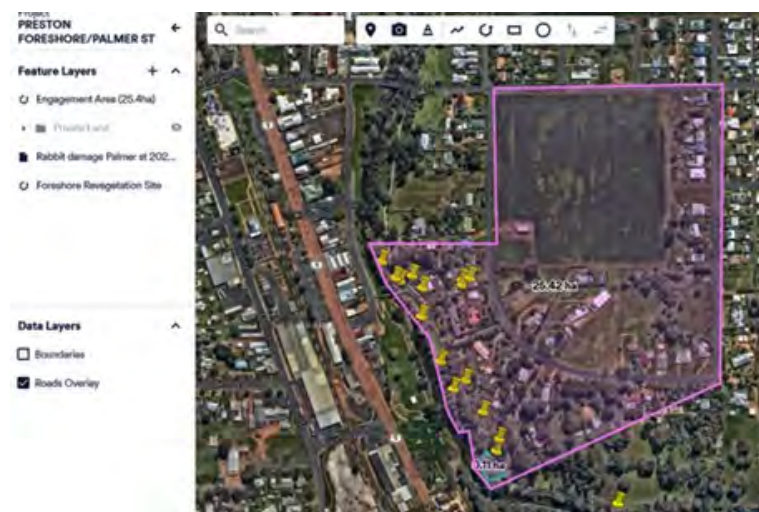 Project
PRESTON
FORESHORE/PALMER ST
Feature Layers
Engagement Area (25.4ha)
Private Land
Rabbit damage Palmer st 202...
Foreshore Revegetation Site
Data Layers
Boundaries
Roads Overlay
Search
25.42 ha
ha